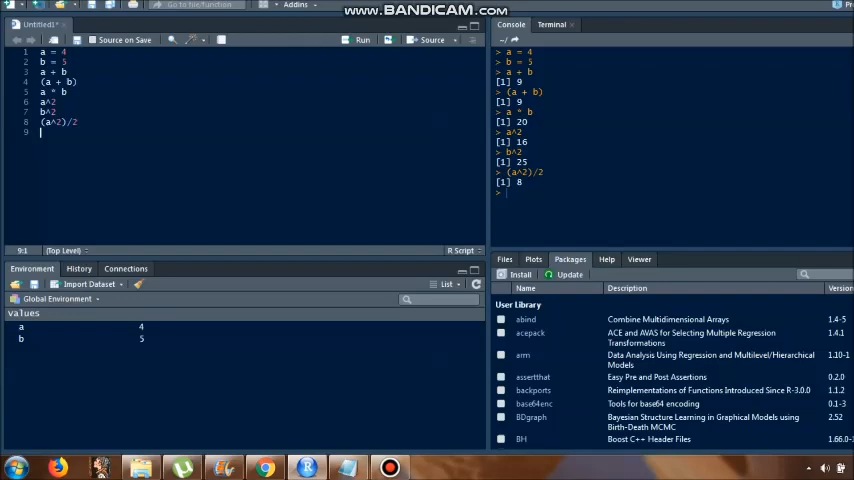 www.BANDICAM.com
Go to file/function
Addins
Untitled1*
Source on Save
Run
Source
1 a = 4
2 b = 5
3 a + b
4 (a + b)
5 a * b
6 a^2
7 b^2
8 (a^2)/2
9
9:1
(Top Level)
R Script
Console
Terminal
~/
> a = 4
> b = 5
> a + b
[1] 9
> (a + b)
[1] 9
> a * b
[1] 20
> a^2
[1] 16
> b^2
[1] 25
> (a^2)/2
[1] 8
>
Environment
History
Connections
Import Dataset
List
Global Environment
values
a 4
b 5
Files
Plots
Packages
Help
Viewer
Install
Update
Name
Description
Version
User Library
abind Combine Multidimensional Arrays 1.4-5
acepack ACE and AVAS for Selecting Multiple Regression 1.4.1
Transformations
arm Data Analysis Using Regression and Multilevel/Hierarchical 1.10-1
Models
assertthat Easy Pre and Post Assertions 0.2.0
backports Reimplementations of Functions Introduced Since R-3.0.0 1.1.2
base64enc Tools for base64 encoding 0.1-3
BDgraph Bayesian Structure Learning in Graphical Models using 2.52
Birth-Death MCMC
BH Boost C++ Header Files 1.66.0-